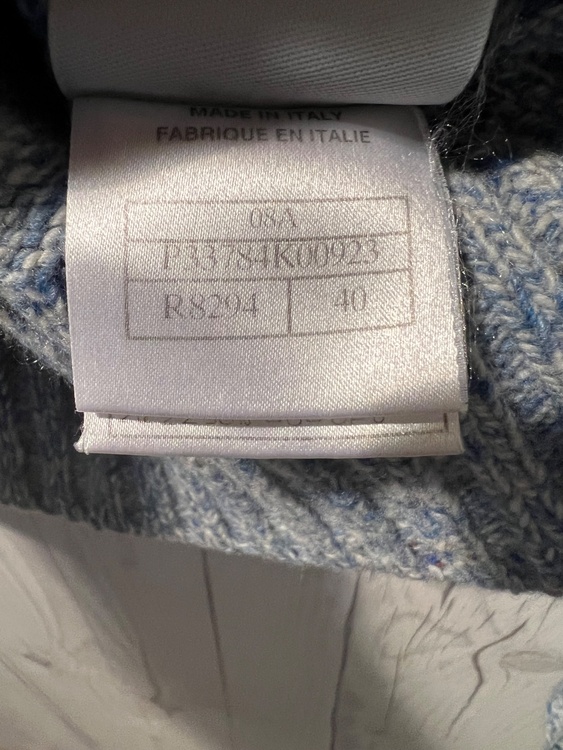 MADE IN ITALY
FABRIQUE EN ITALIE
08A
P33784K00923
R8294 40